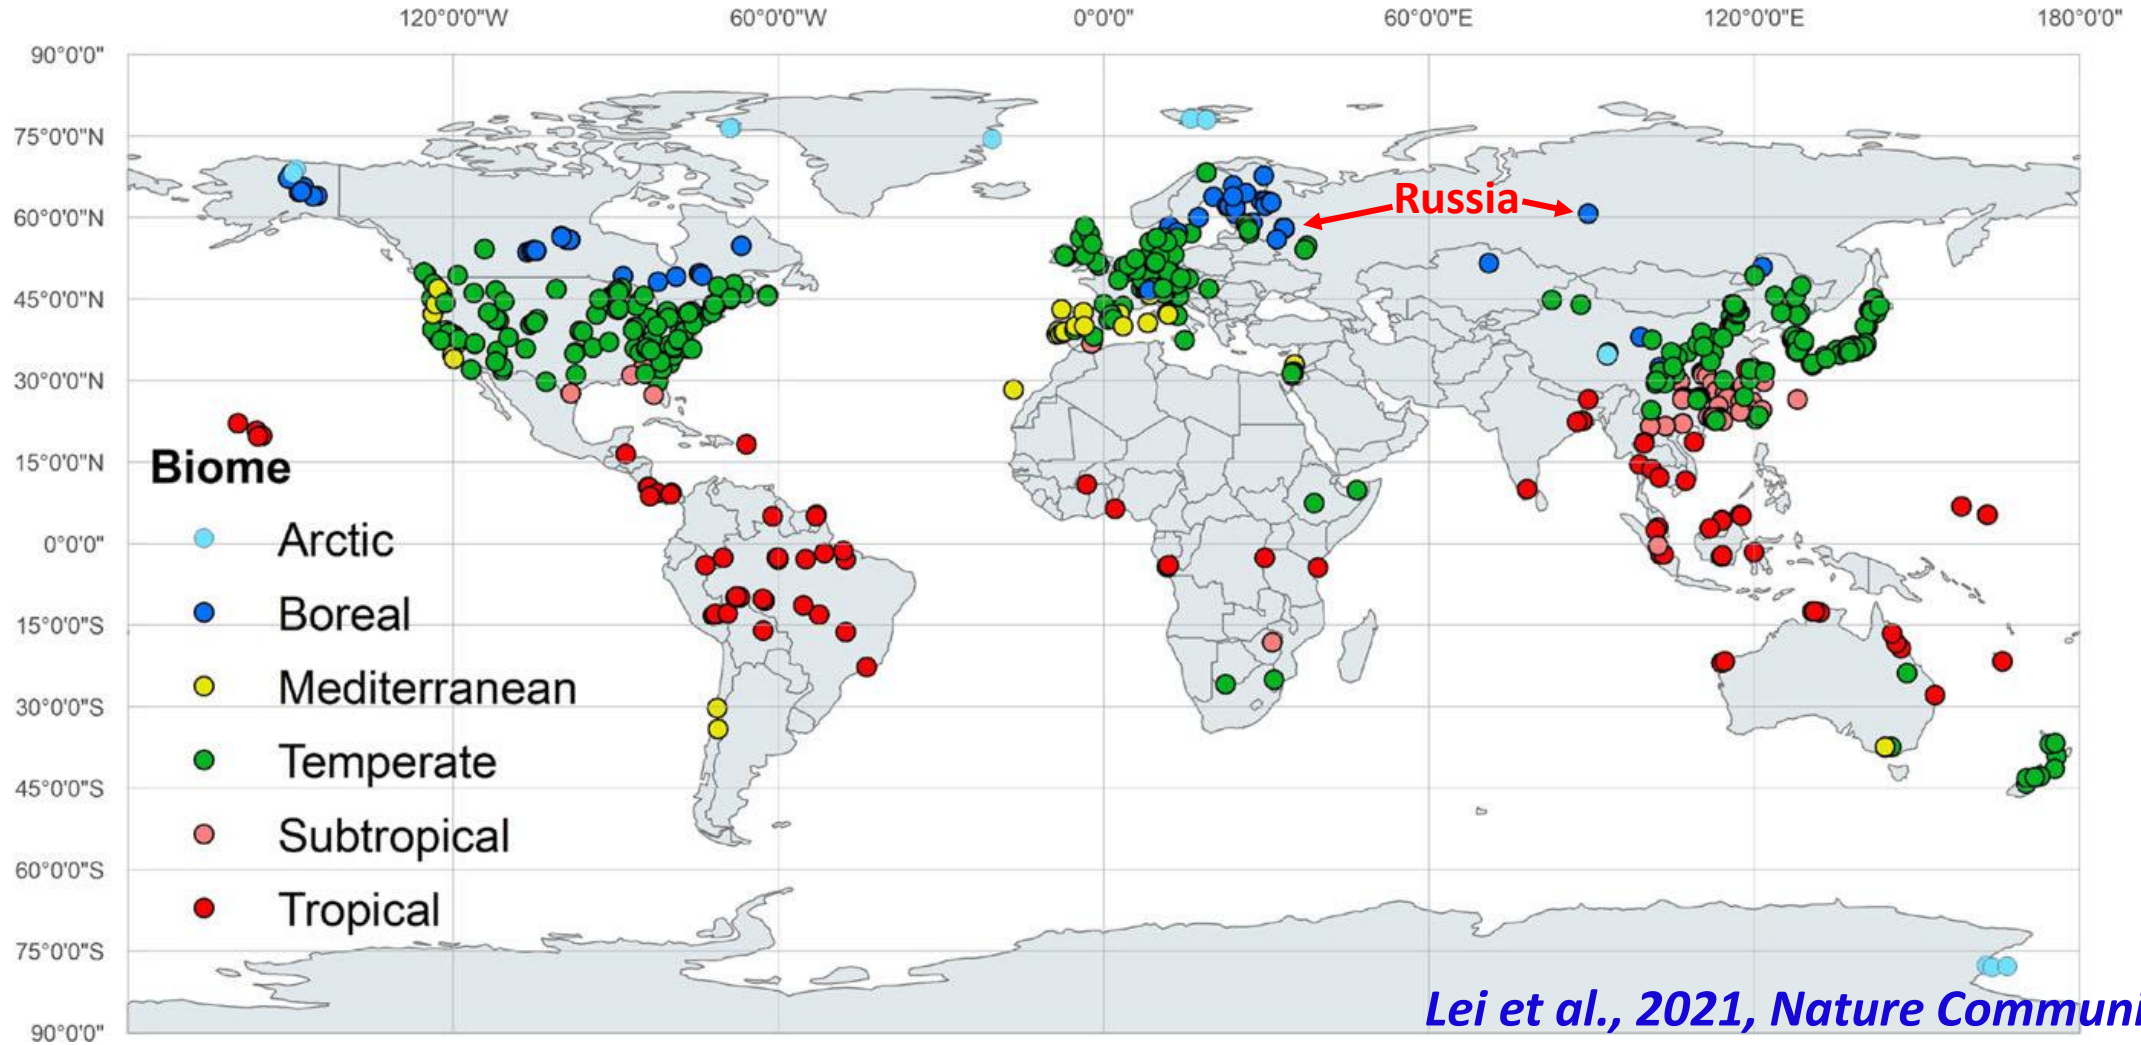 120°0'0"W 60°0'0"W 0°0'0" 60°0'0"E 120°0'0"E 180°0'0"
90°0'0"
75°0'0"N
60°0'0"N
45°0'0"N
30°0'0"N
15°0'0"N
0°0'0"
15°0'0"S
30°0'0"S
45°0'0"S
60°0'0"S
75°0'0"S
90°0'0"
Russia
Biome
Arctic
Boreal
Mediterranean
Temperate
Subtropical
Tropical
Lei et al., 2021, Nature Communi